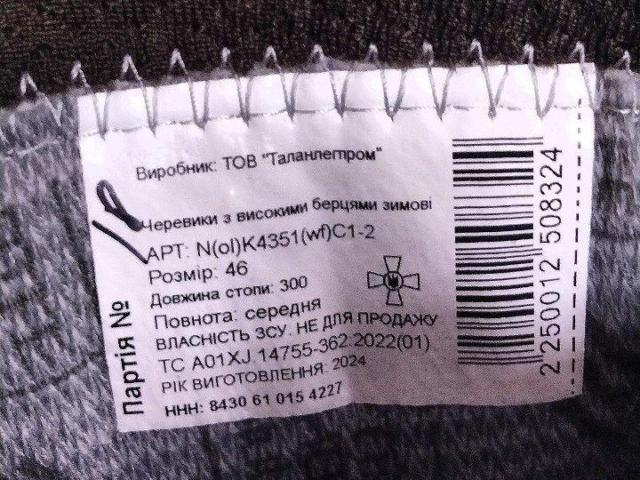 Виробник: ТОВ "Таланлегпром"
Черевики з високими берцями зимові
АРТ: N(ol)K4351(wf)C1-2
Розмір: 46
Довжина стопи: 300
Повнота: середня
ВЛАСНІСТЬ ЗСУ. НЕ ДЛЯ ПРОДАЖУ
ТС А01XJ.14755-362:2022(01)
РІК ВИГОТОВЛЕННЯ: 2024
ННН: 8430 61 015 4227
Партія №
2 250012 508324